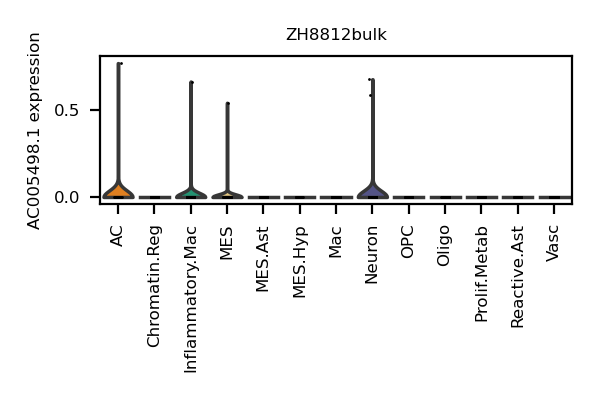 ZH8812bulk
AC005498.1 expression
0.5
0.0
AC
Chromatin.Reg
Inflammatory.Mac
MES
MES.Ast
MES.Hyp
Mac
Neuron
OPC
Oligo
Prolif.Metab
Reactive.Ast
Vasc